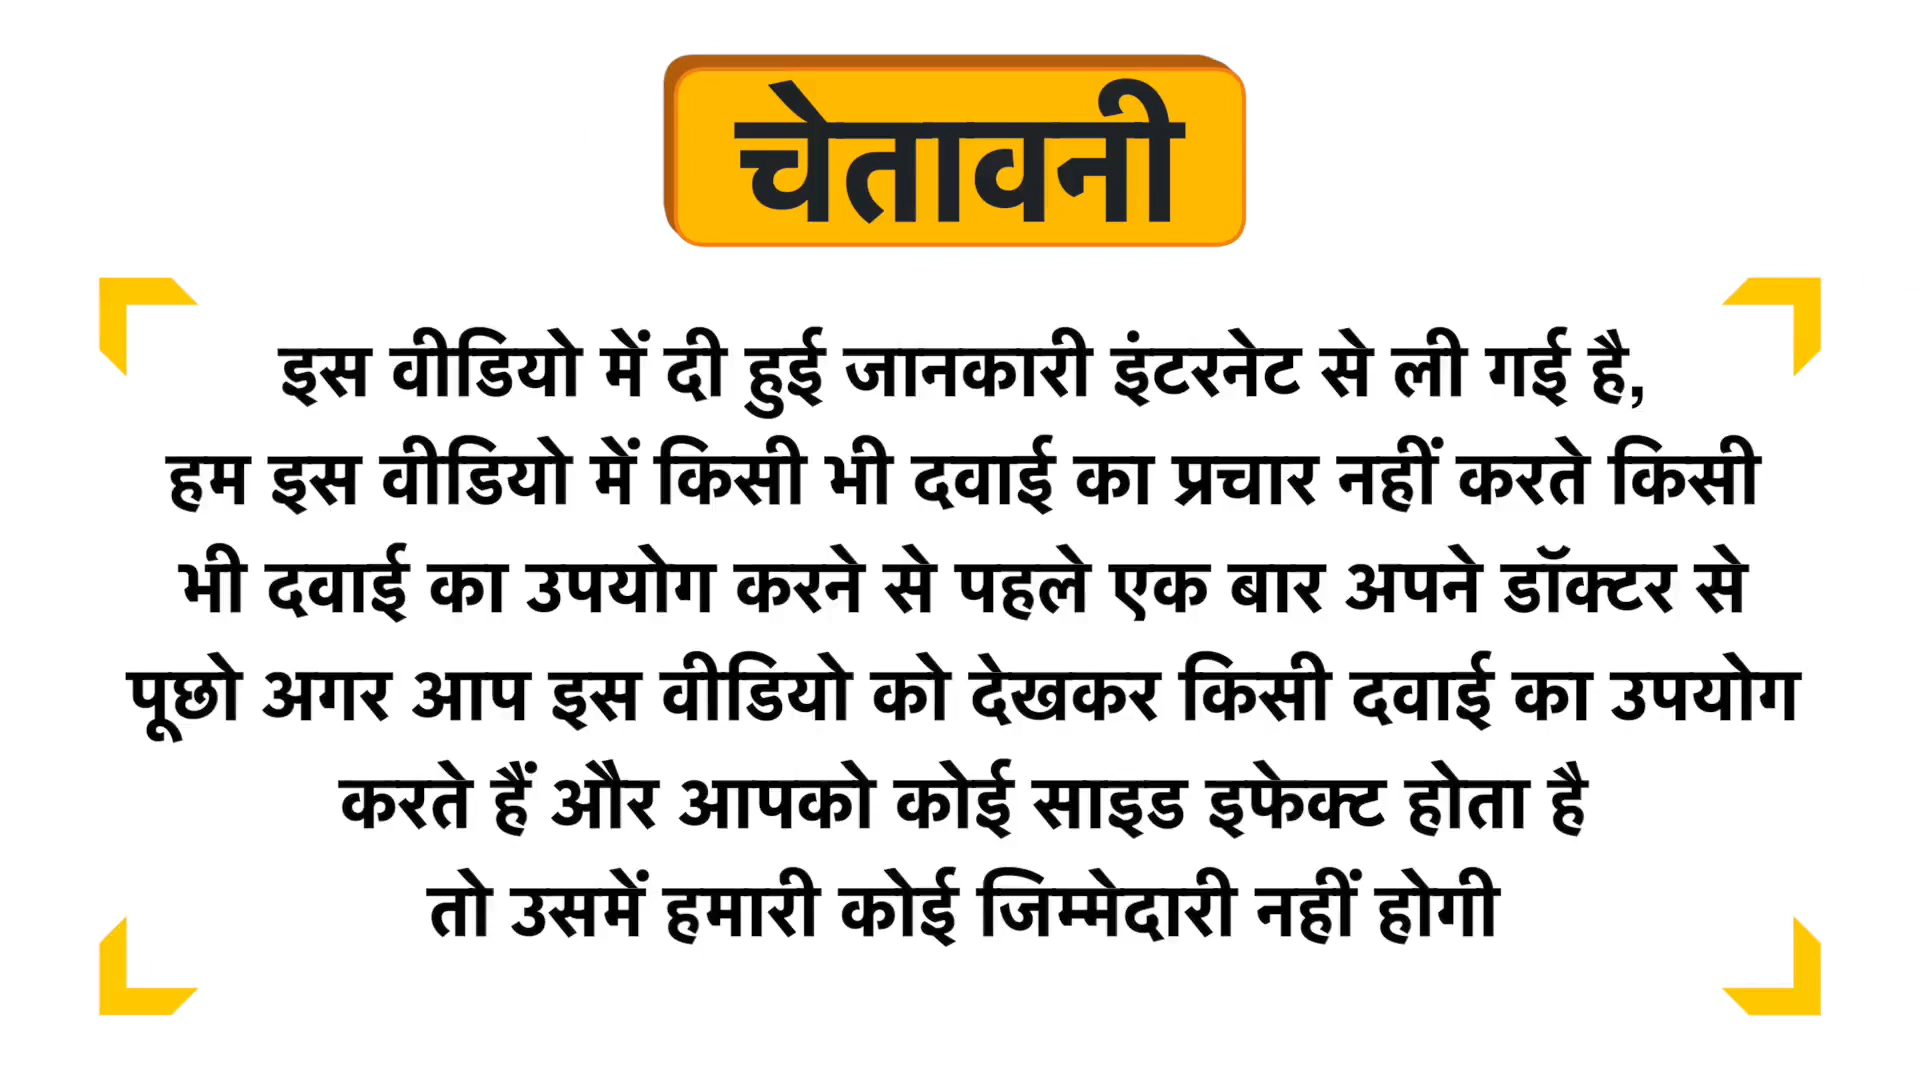 चेतावनी
इस वीडियो में दी हुई जानकारी इंटरनेट से ली गई है,
हम इस वीडियो में किसी भी दवाई का प्रचार नहीं करते किसी
भी दवाई का उपयोग करने से पहले एक बार अपने डॉक्टर से
पूछो अगर आप इस वीडियो को देखकर किसी दवाई का उपयोग
करते हैं और आपको कोई साइड इफेक्ट होता है
तो उसमें हमारी कोई जिम्मेदारी नहीं होगी